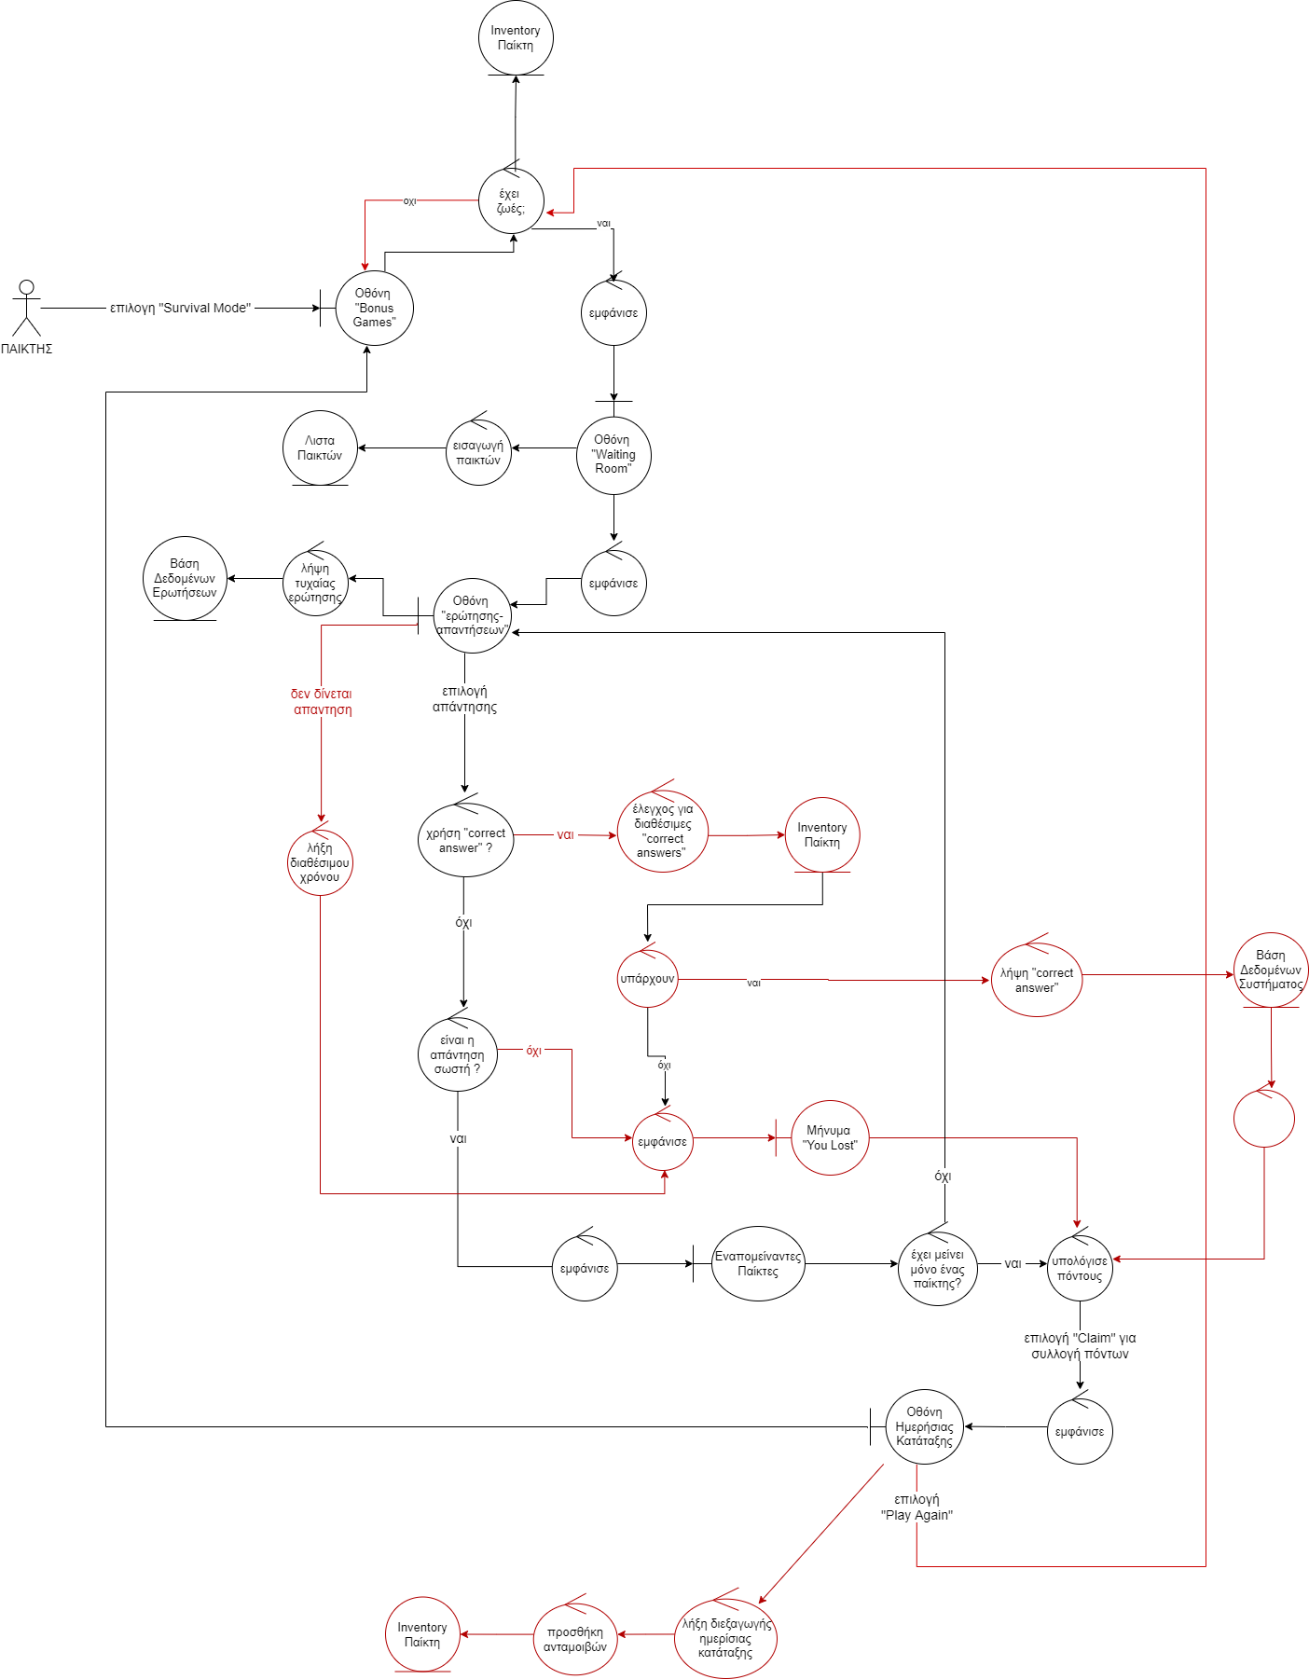 Inventory
Παίκτη
έχει
ζωές;
όχι
ναι
Οθόνη
"Bonus
Games"
επιλογη "Survival Mode"
ΠΑΙΚΤΗΣ
εμφάνισε
Λιστα
Παικτών
εισαγωγή
παικτών
Οθόνη
"Waiting
Room"
Βάση
Δεδομένων
Ερωτήσεων
λήψη
τυχαίας
ερώτησης
Οθόνη
"ερώτησης-
απαντήσεων"
εμφάνισε
δεν δίνεται
απαντηση
επιλογή
απάντησης
χρήση "correct
answer" ?
ναι
έλεγχος για
διαθέσιμες
"correct
answers"
Inventory
Παίκτη
λήξη
διαθέσιμου
χρόνου
όχι
υπάρχουν
ναι
λήψη "correct
answer"
Βάση
Δεδομένων
Συστήματος
είναι η
απάντηση
σωστή ?
όχι
όχι
ναι
εμφάνισε
Μήνυμα
"You Lost"
όχι
εμφάνισε
Εναπομείναντες
Παίκτες
έχει μείνει
μόνο ένας
παίκτης?
ναι
υπολόγισε
πόντους
επιλογή "Claim" για
συλλογή πόντων
Οθόνη
Ημερήσιας
Κατάταξης
εμφάνισε
επιλογή
"Play Again"
Inventory
Παίκτη
προσθήκη
ανταμοιβών
λήξη διεξαγωγής
ημερίσιας
κατάταξης